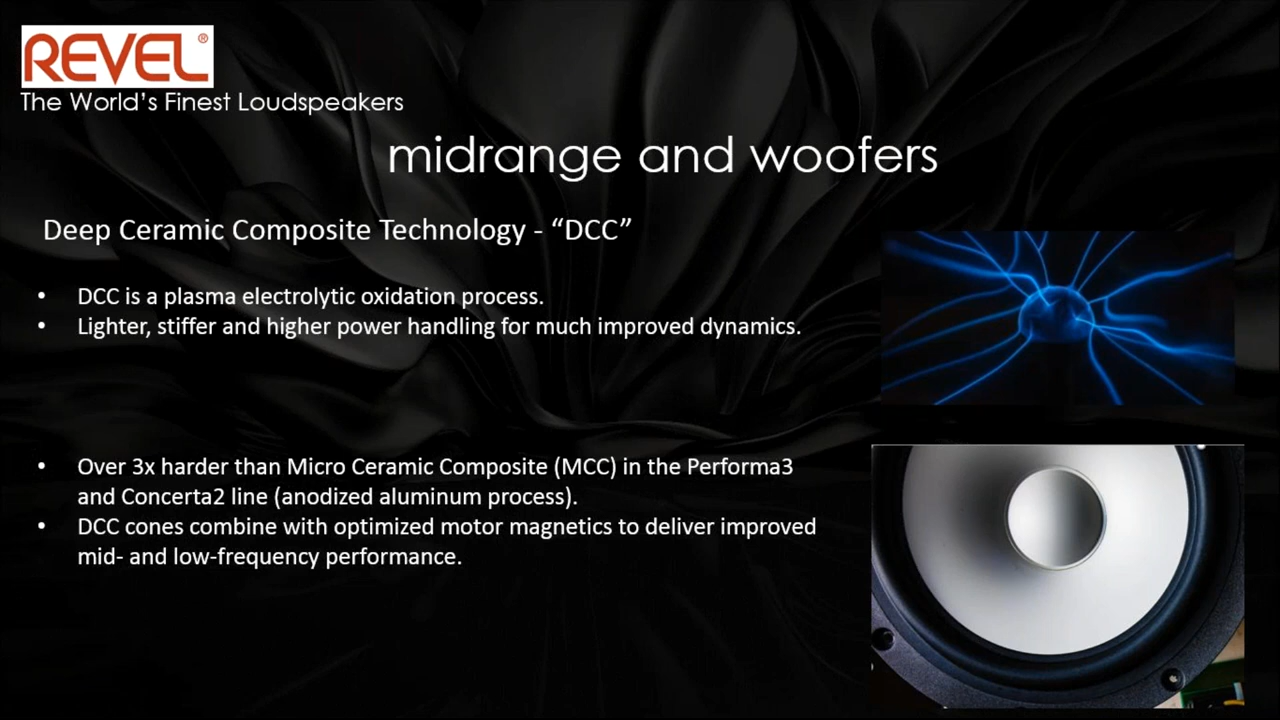 REVEL®
The World's Finest Loudspeakers
midrange and woofers
Deep Ceramic Composite Technology - “DCC”
• DCC is a plasma electrolytic oxidation process.
• Lighter, stiffer and higher power handling for much improved dynamics.
• Over 3x harder than Micro Ceramic Composite (MCC) in the Performa3
and Concerta2 line (anodized aluminum process).
• DCC cones combine with optimized motor magnetics to deliver improved
mid- and low-frequency performance.